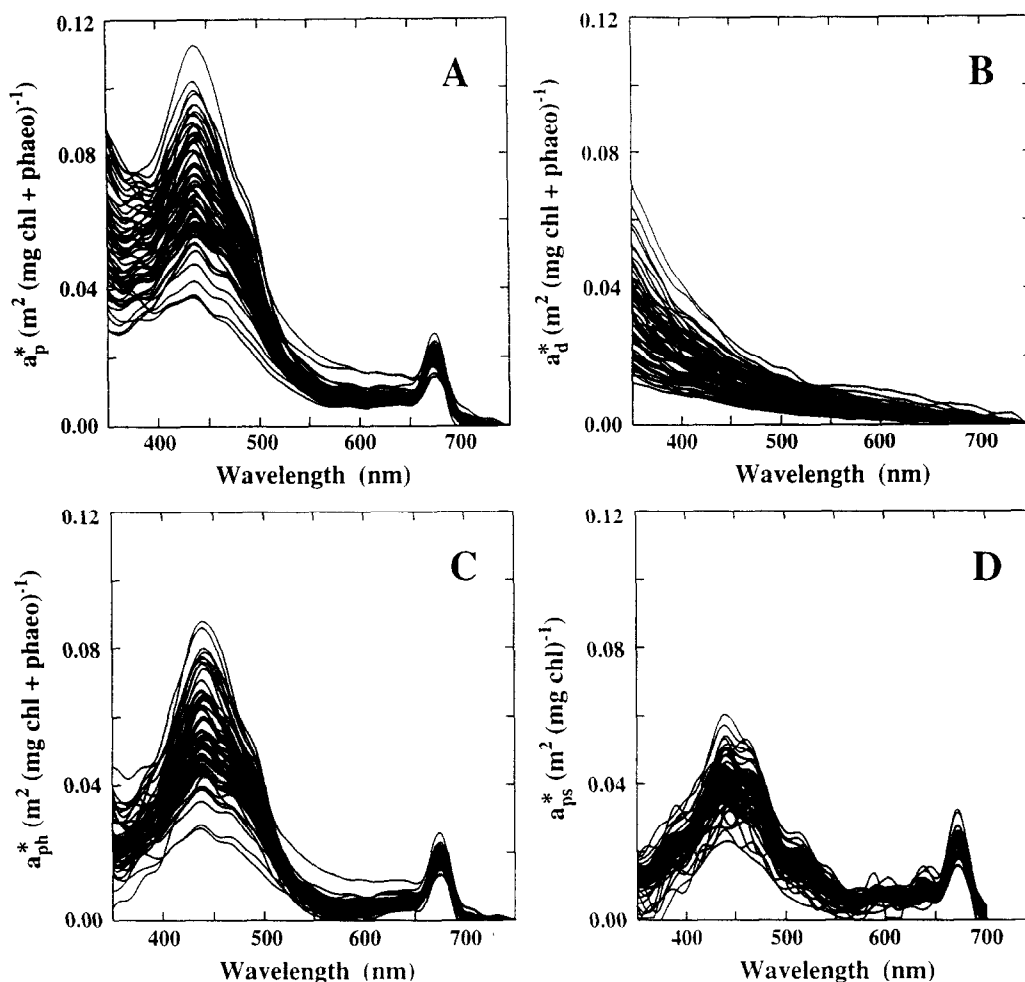 0.12
0.08
0.04
0.00
a*p (m2 (mg chl + phaeo)-1
A
400 500 600 700
Wavelength (nm)
0.12
0.08
0.04
0.00
a*d (m2 (mg chl + phaeo)-1
B
400 500 600 700
Wavelength (nm)
0.12
0.08
0.04
0.00
a*ph (m2 (mg chl + phaeo)-1
C
400 500 600 700
Wavelength (nm)
0.12
0.08
0.04
0.00
a*ps (m2 (mg chl)-1
D
400 500 600 700
Wavelength (nm)